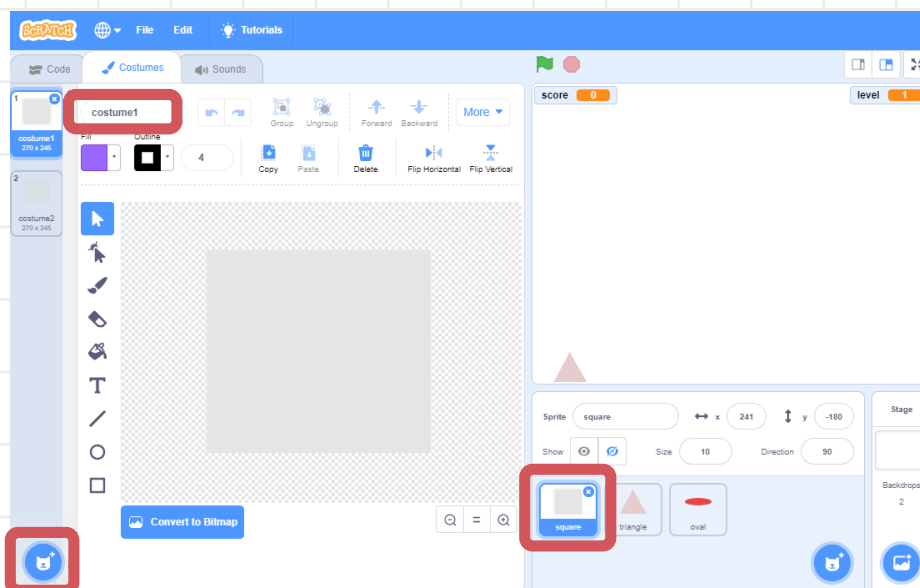 SCRATCH File Edit Tutorials
Code Costumes Sounds
1
costume1
270 x 245
2
costume2
270 x 245
costume1
Group Ungroup Forward Backward More
Fill Outline 4
Copy Paste Delete Flip Horizontal Flip Vertical
T
Convert to Bitmap
score 0 level 1
Sprite square x 241 y -180
Show Size 10 Direction 90
square triangle oval
Stage
Backdrops
2